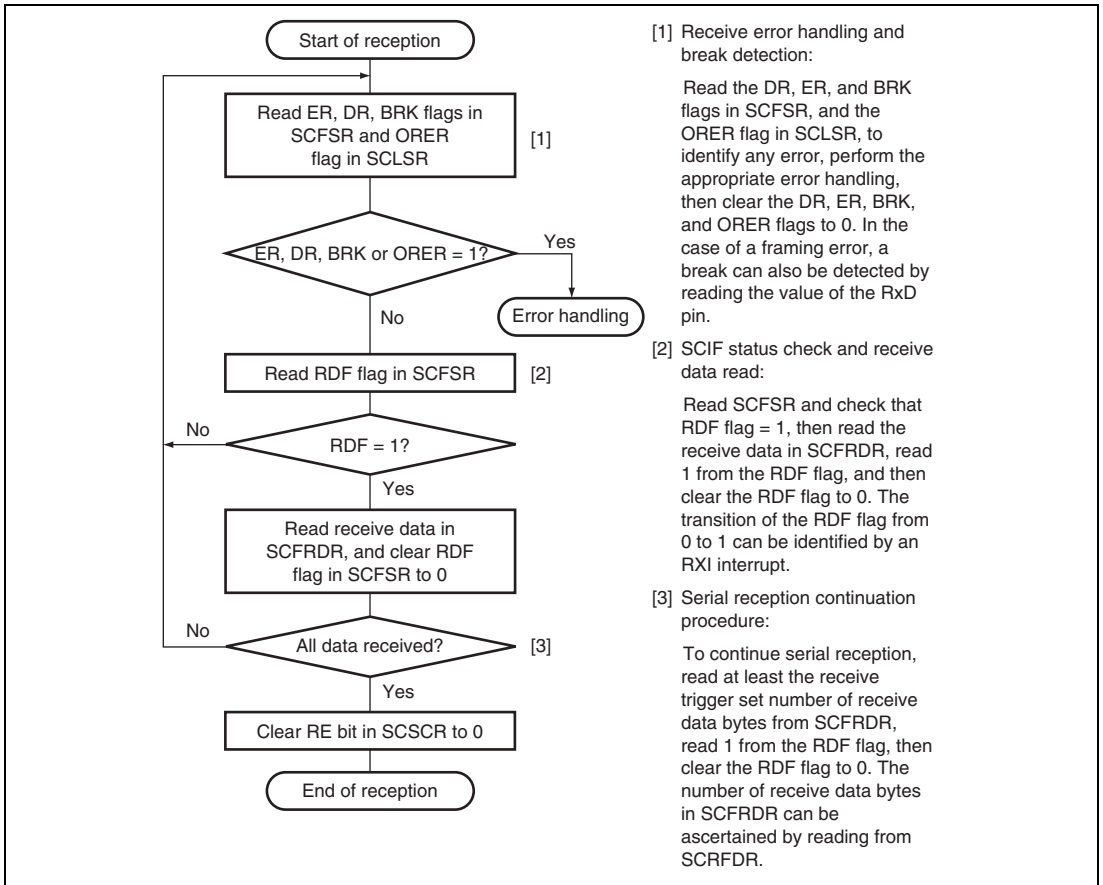 Start of reception
Read ER, DR, BRK flags in
SCFSR and ORER
flag in SCLSR
[1]
ER, DR, BRK or ORER = 1?
Yes
Error handling
No
Read RDF flag in SCFSR
[2]
No
RDF = 1?
Yes
Read receive data in
SCFRDR, and clear RDF
flag in SCFSR to 0
No
All data received?
[3]
Yes
Clear RE bit in SCSCR to 0
End of reception
[1] Receive error handling and
break detection:
Read the DR, ER, and BRK
flags in SCFSR, and the
ORER flag in SCLSR, to
identify any error, perform the
appropriate error handling,
then clear the DR, ER, BRK,
and ORER flags to 0. In the
case of a framing error, a
break can also be detected by
reading the value of the RxD
pin.
[2] SCIF status check and receive
data read:
Read SCFSR and check that
RDF flag = 1, then read the
receive data in SCFRDR, read
1 from the RDF flag, and then
clear the RDF flag to 0. The
transition of the RDF flag from
0 to 1 can be identified by an
RXI interrupt.
[3] Serial reception continuation
procedure:
To continue serial reception,
read at least the receive
trigger set number of receive
data bytes from SCFRDR,
read 1 from the RDF flag, then
clear the RDF flag to 0. The
number of receive data bytes
in SCFRDR can be
ascertained by reading from
SCRFDR.